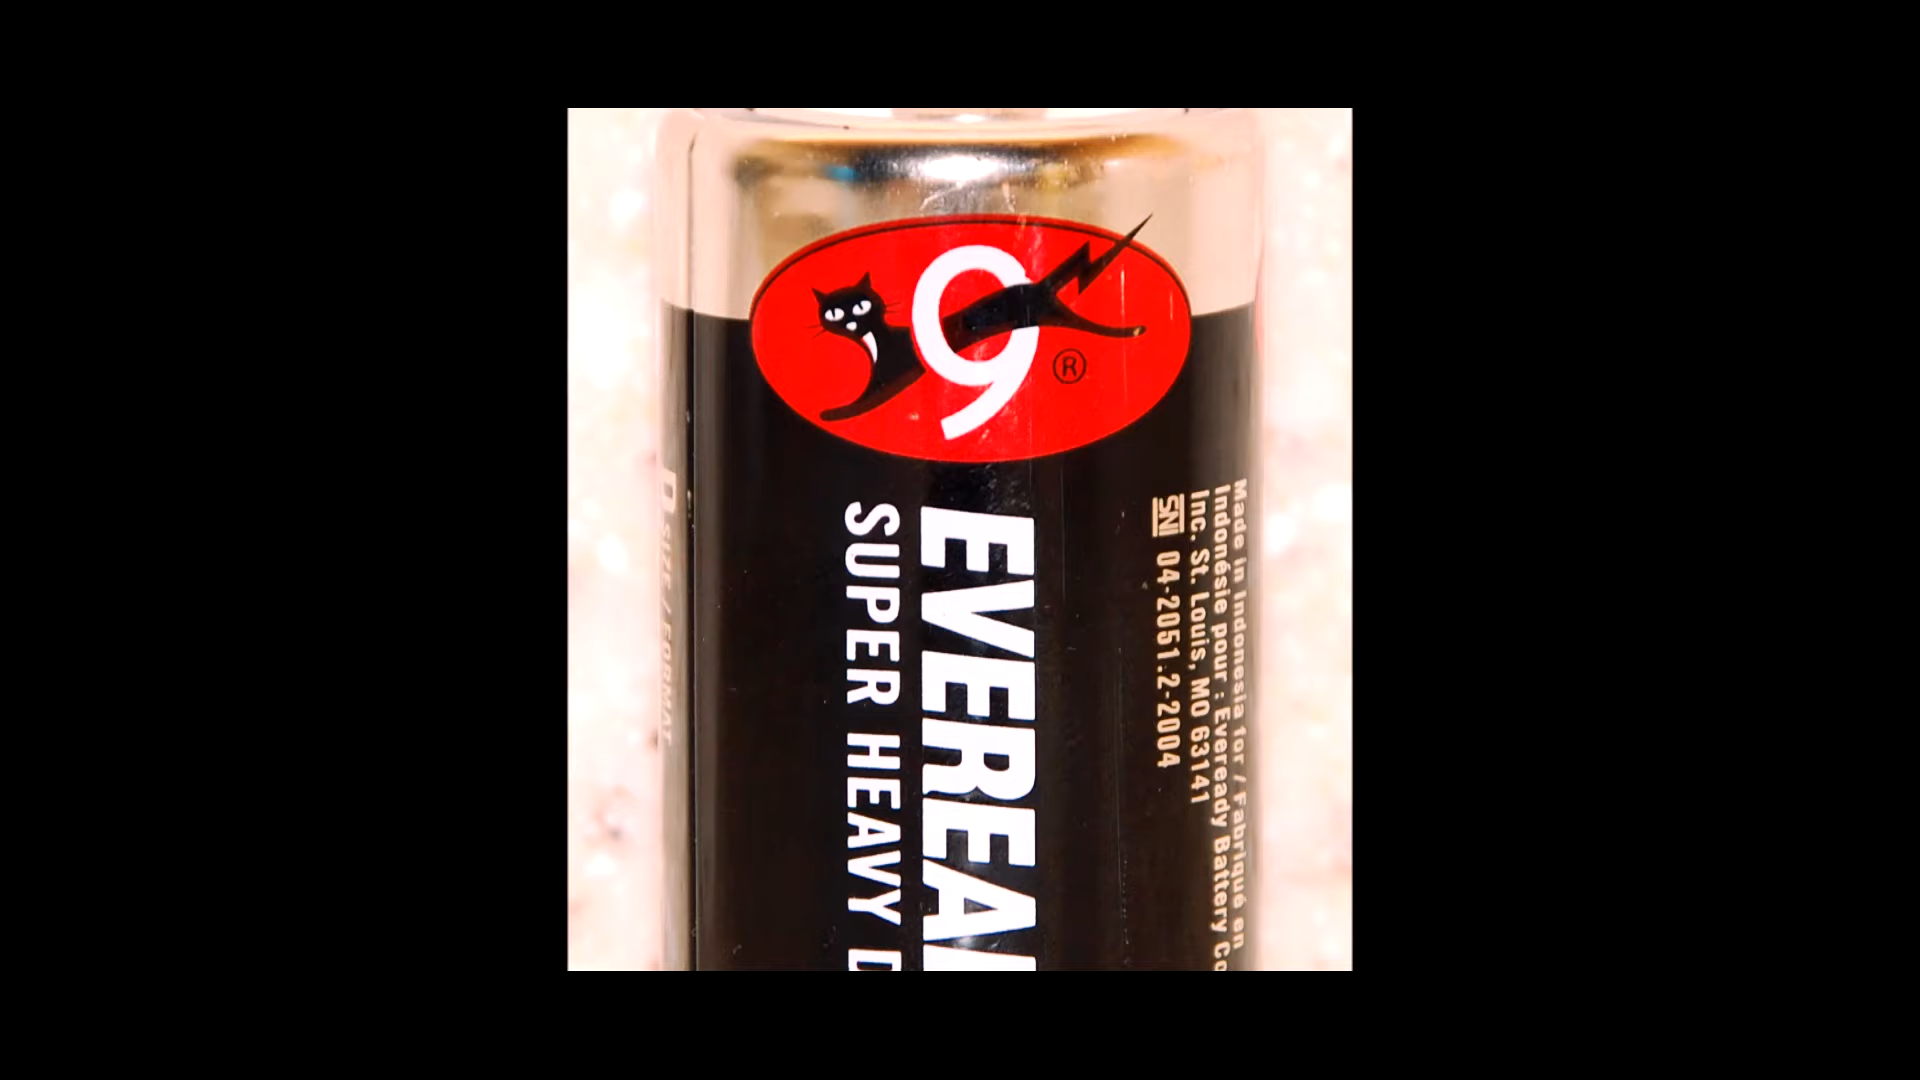 9
®
EVEREA
SUPER HEAVY
Made in Indonesia for / Fabriqué en
Indonésie pour : Eveready Battery Co
Inc. St. Louis, MO 63141
SNI 04-2051.2-2004
D SIZE / FORMAT